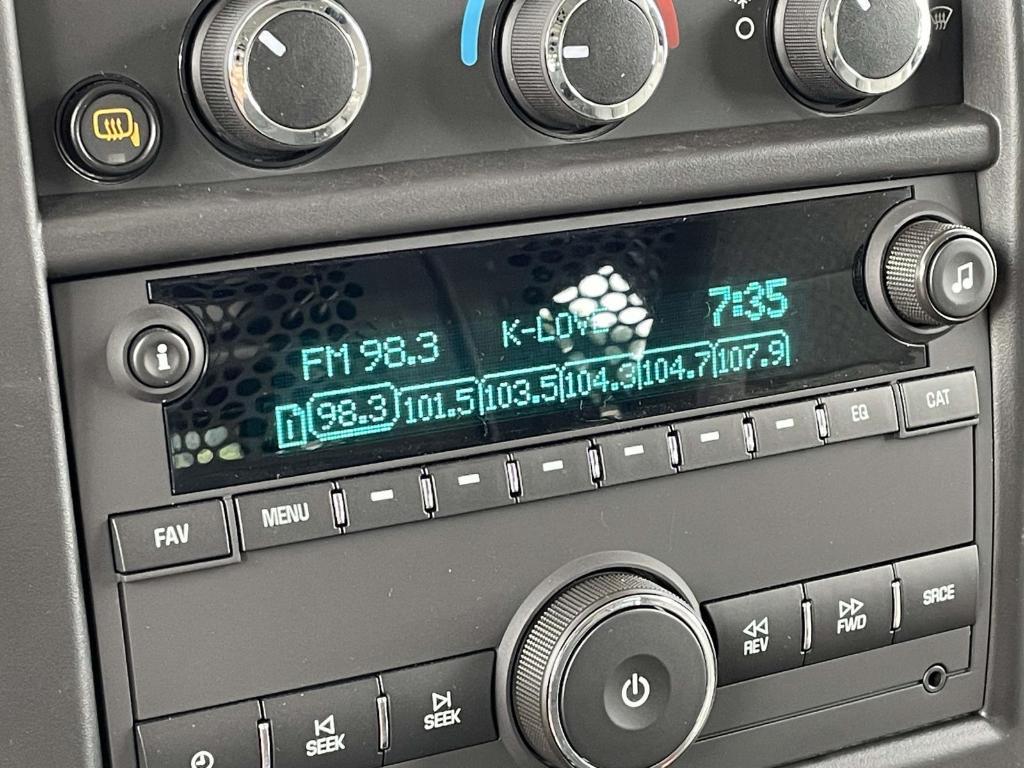 FM 98.3 K-LOVE 7:35
1 98.3 101.5 103.5 104.3 104.7 107.9
FAV MENU EQ CAT
REV FWD SRCE
SEEK SEEK